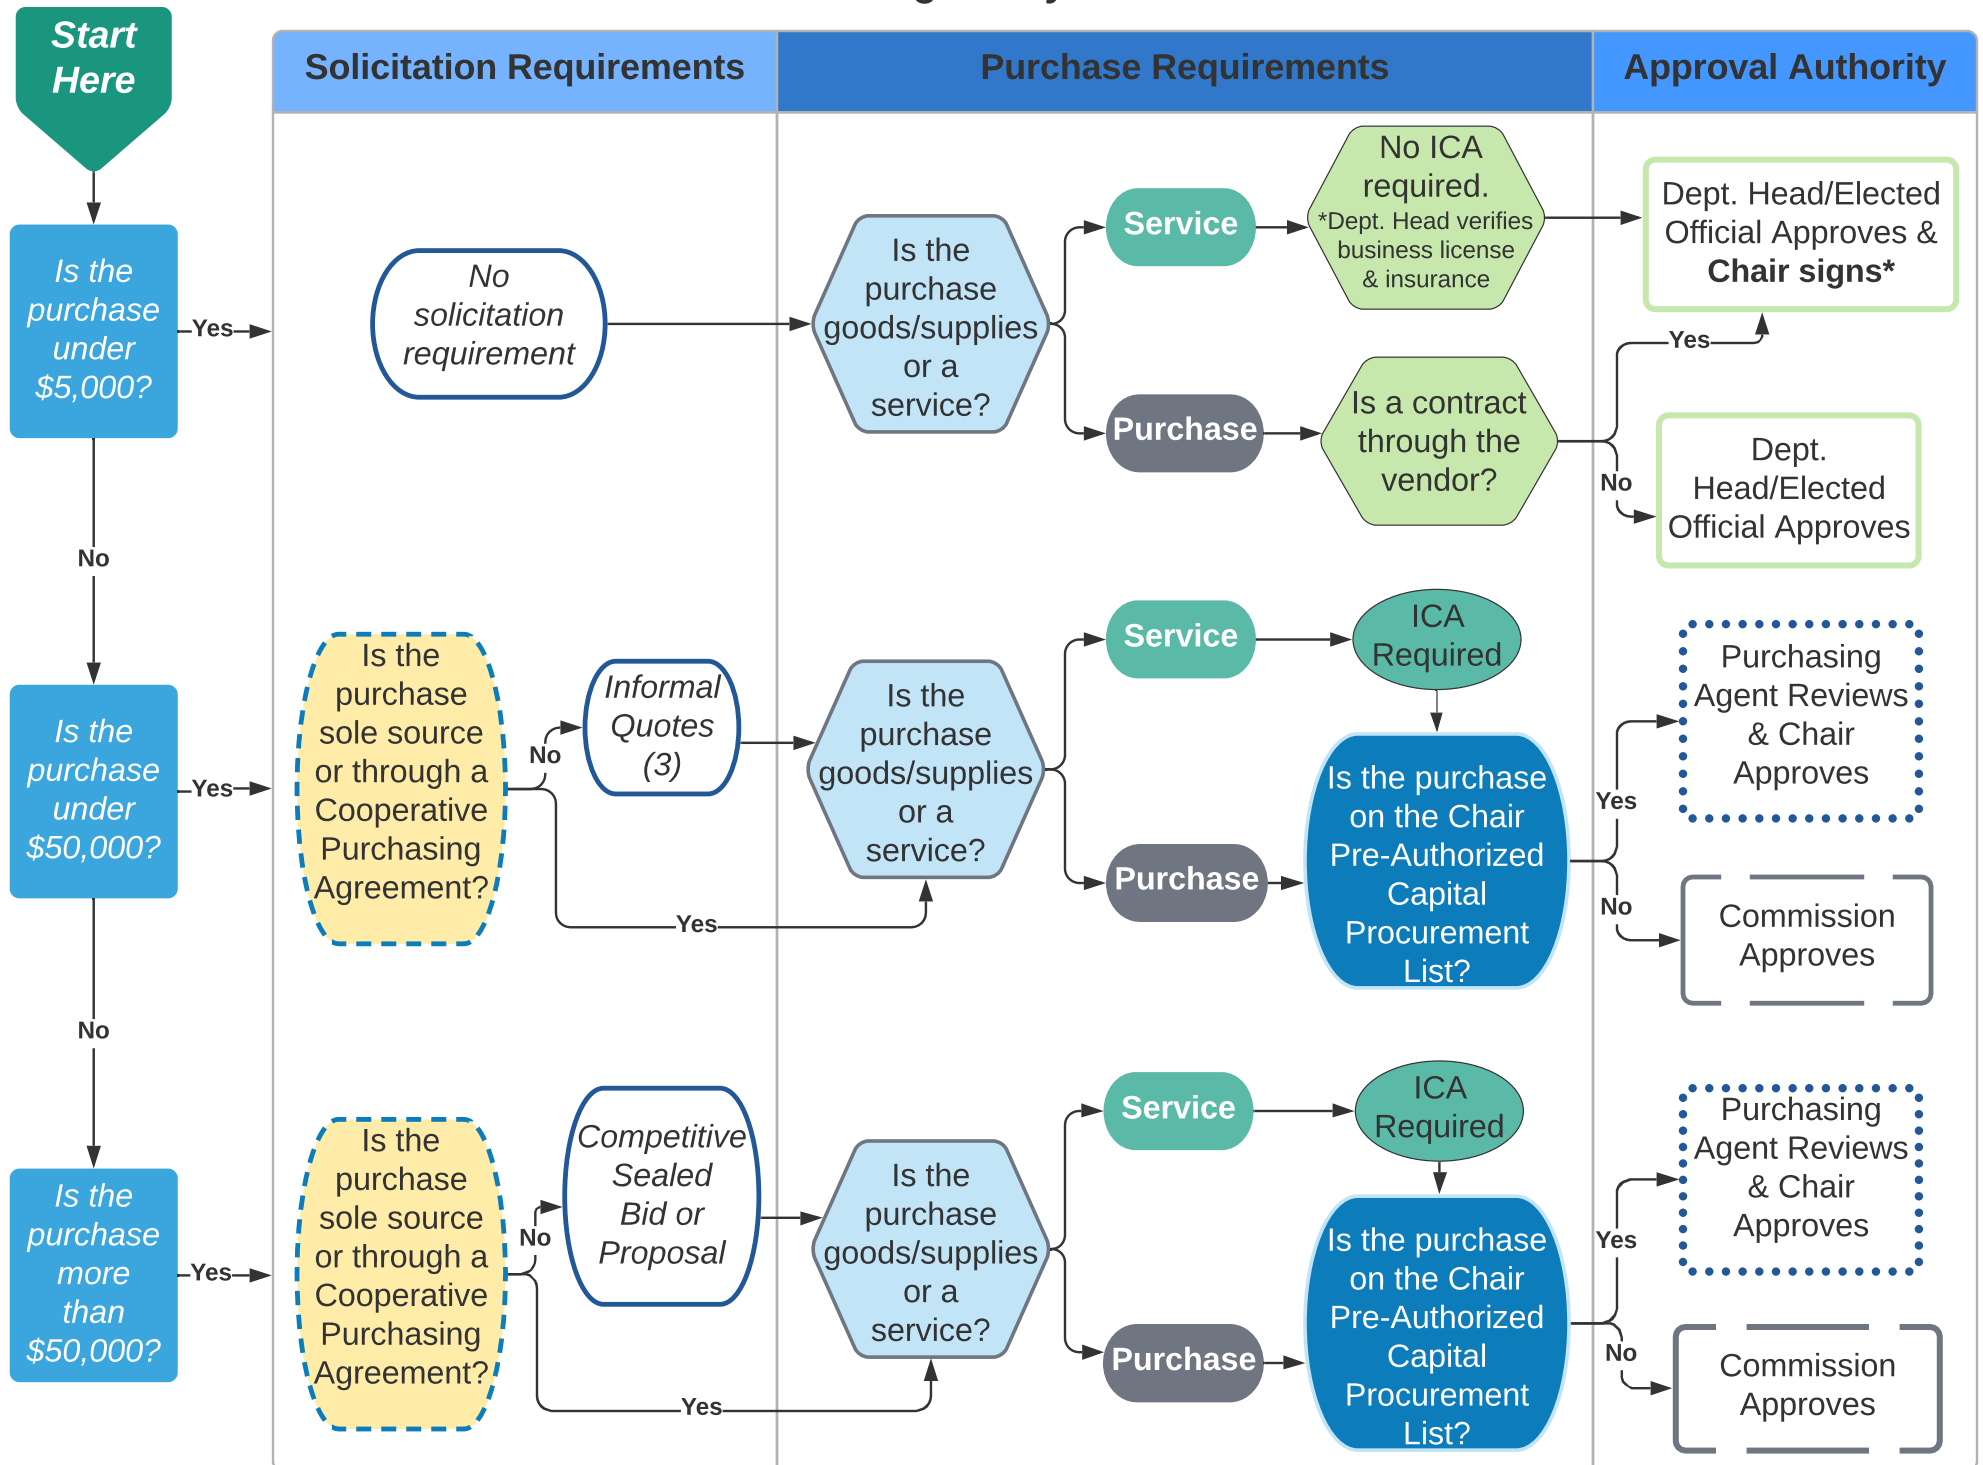 Start
Here
Solicitation Requirements
Purchase Requirements
Approval Authority
Is the
purchase
under
$5,000?
Yes
No
solicitation
requirement
Is the
purchase
goods/supplies
or a
service?
Service
No ICA
required.
*Dept. Head verifies
business license
& insurance
Dept. Head/Elected
Official Approves &
Chair signs*
Purchase
Is a contract
through the
vendor?
Yes
No
Dept.
Head/Elected
Official Approves
No
Is the
purchase
under
$50,000?
Yes
Is the
purchase
sole source
or through a
Cooperative
Purchasing
Agreement?
No
Informal
Quotes
(3)
Yes
Is the
purchase
goods/supplies
or a
service?
Service
ICA
Required
Purchase
Is the purchase
on the Chair
Pre-Authorized
Capital
Procurement
List?
Yes
Purchasing
Agent Reviews
& Chair
Approves
No
Commission
Approves
No
Is the
purchase
more
than
$50,000?
Yes
Is the
purchase
sole source
or through a
Cooperative
Purchasing
Agreement?
No
Competitive
Sealed
Bid or
Proposal
Yes
Is the
purchase
goods/supplies
or a
service?
Service
ICA
Required
Purchase
Is the purchase
on the Chair
Pre-Authorized
Capital
Procurement
List?
Yes
Purchasing
Agent Reviews
& Chair
Approves
No
Commission
Approves